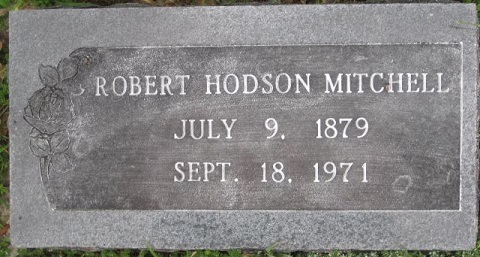 ROBERT HODSON MITCHELL
JULY 9, 1879
SEPT. 18, 1971